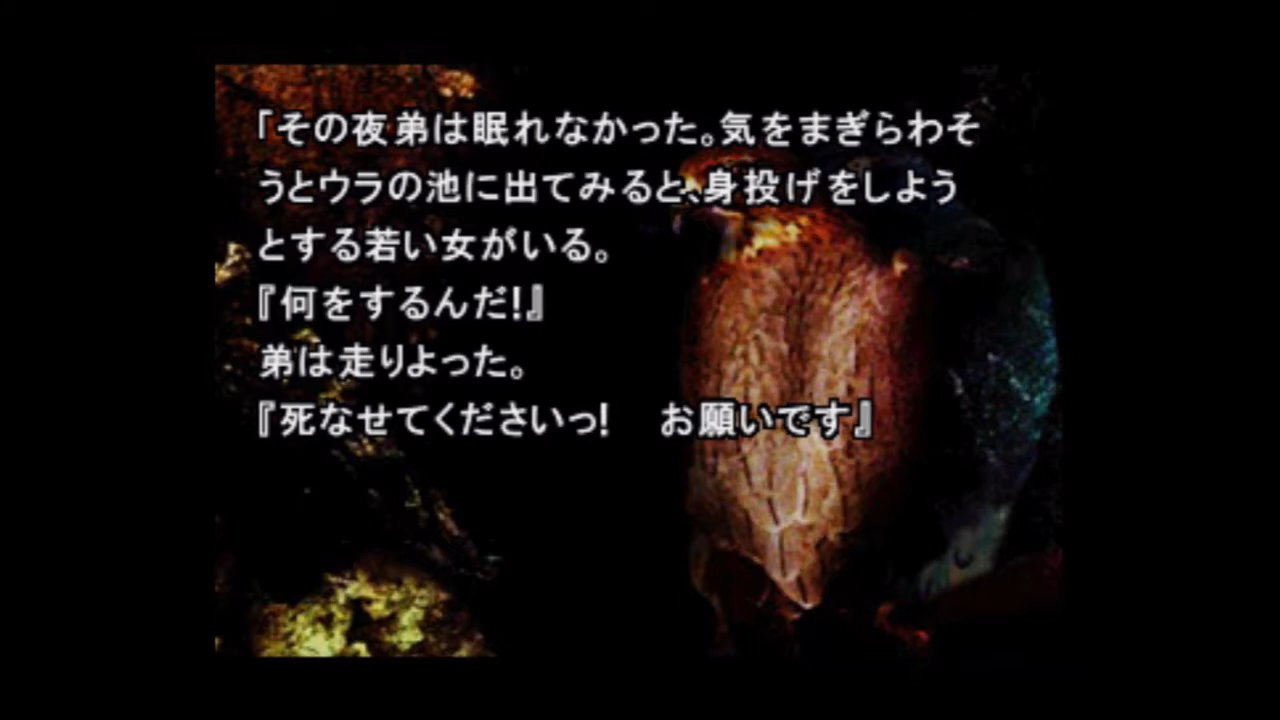 「その夜弟は眠れなかった。気をまぎらわそ
うとウラの池に出てみると、身投げをしよう
とする若い女がいる。
『何をするんだ!』
弟は走りよった。
『死なせてくださいっ!　お願いです』